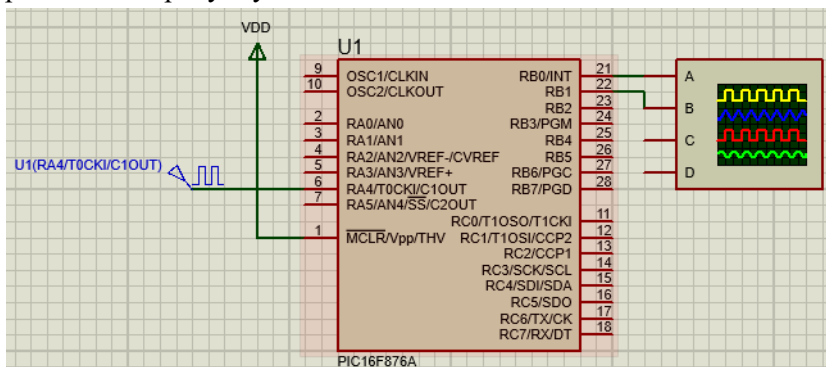 VDD
U1
9 OSC1/CLKIN RB0/INT 21 A
10 OSC2/CLKOUT RB1 22 B
RB2 23
2 RA0/AN0 RB3/PGM 24
3 RA1/AN1 RB4 25 C
4 RA2/AN2/VREF-/CVREF RB5 26
5 RA3/AN3/VREF+ RB6/PGC 27 D
U1(RA4/T0CKI/C1OUT) 6 RA4/T0CKI/C1OUT RB7/PGD 28
7 RA5/AN4/SS/C2OUT
RC0/T1OSO/T1CKI 11
1 MCLR/Vpp/THV RC1/T1OSI/CCP2 12
RC2/CCP1 13
RC3/SCK/SCL 14
RC4/SDI/SDA 15
RC5/SDO 16
RC6/TX/CK 17
RC7/RX/DT 18
PIC16F876A